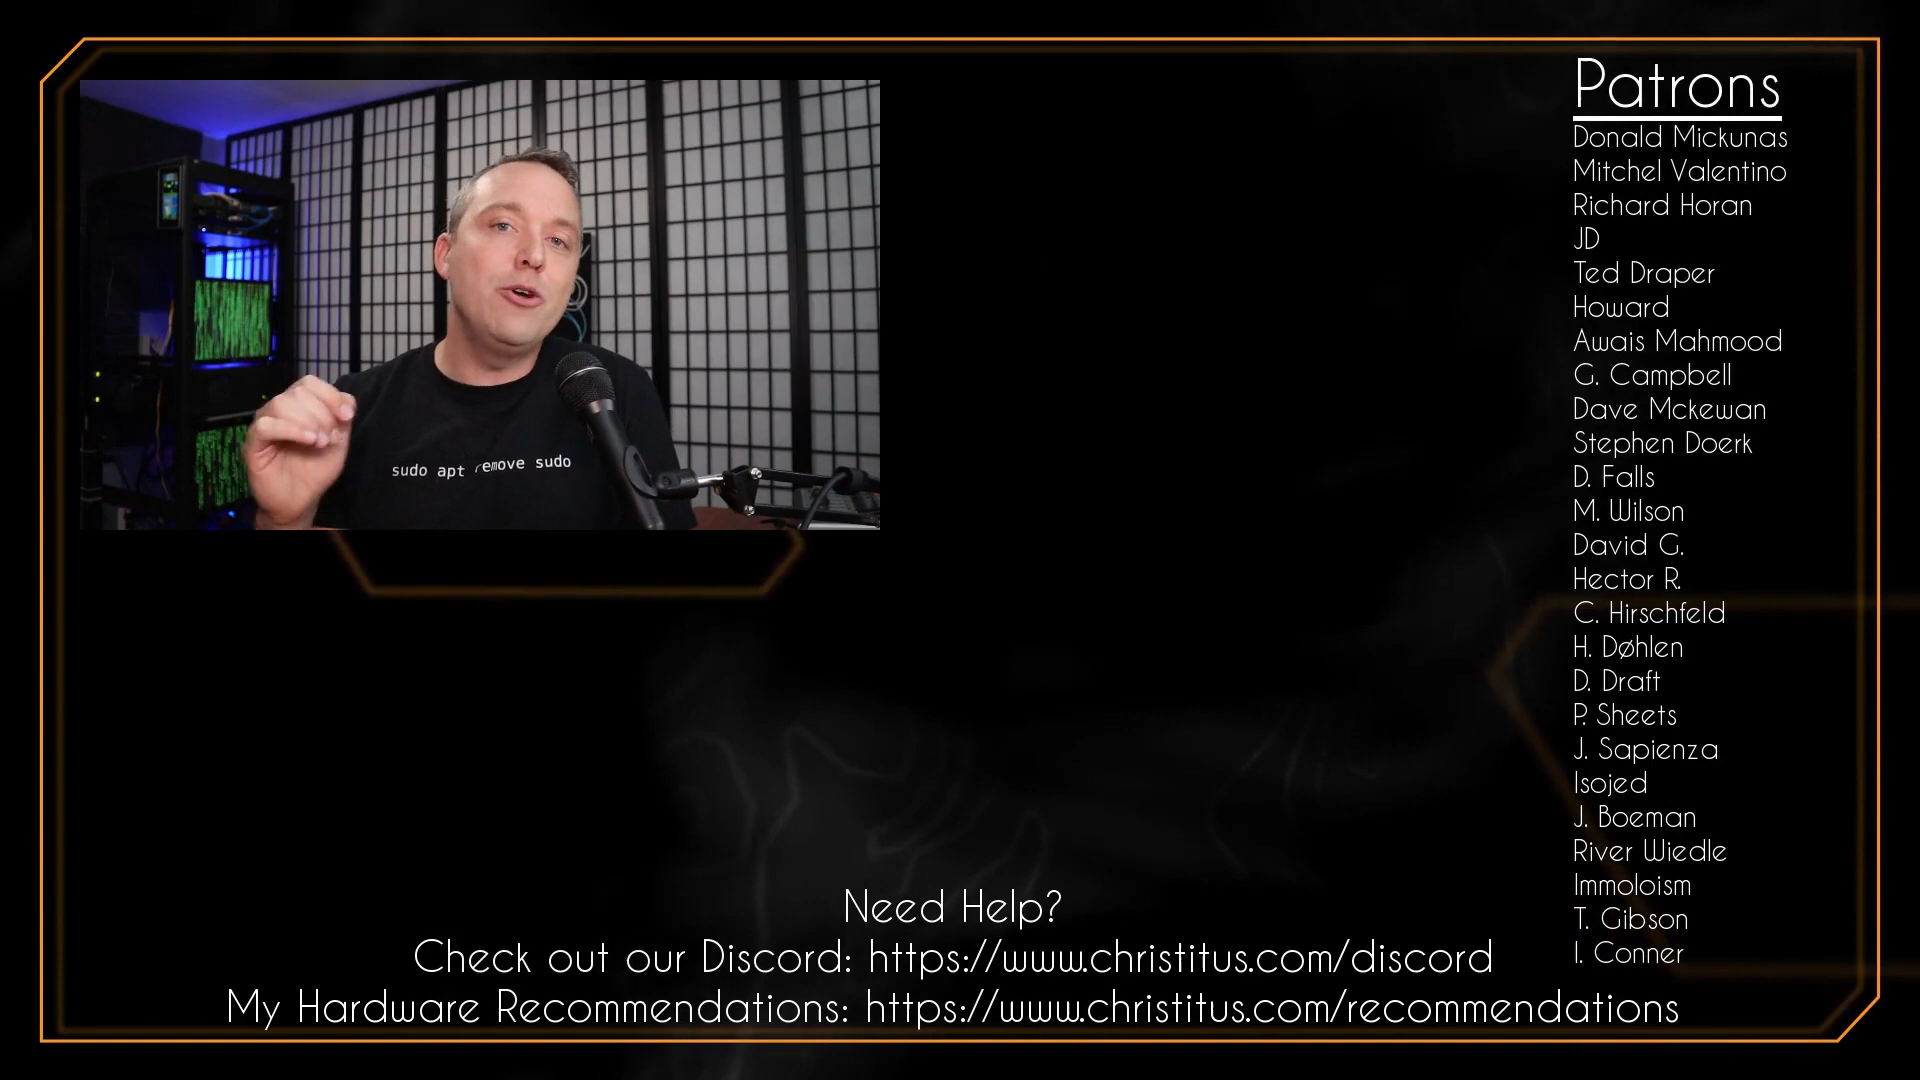 sudo apt remove sudo
Patrons
Donald Mickunas
Mitchel Valentino
Richard Horan
JD
Ted Draper
Howard
Awais Mahmood
G. Campbell
Dave Mckewan
Stephen Doerk
D. Falls
M. Wilson
David G.
Hector R.
C. Hirschfeld
H. Døhlen
D. Draft
P. Sheets
J. Sapienza
Isojed
J. Boeman
River Wiedle
Immoloism
T. Gibson
I. Conner
Need Help?
Check out our Discord: https://www.christitus.com/discord
My Hardware Recommendations: https://www.christitus.com/recommendations